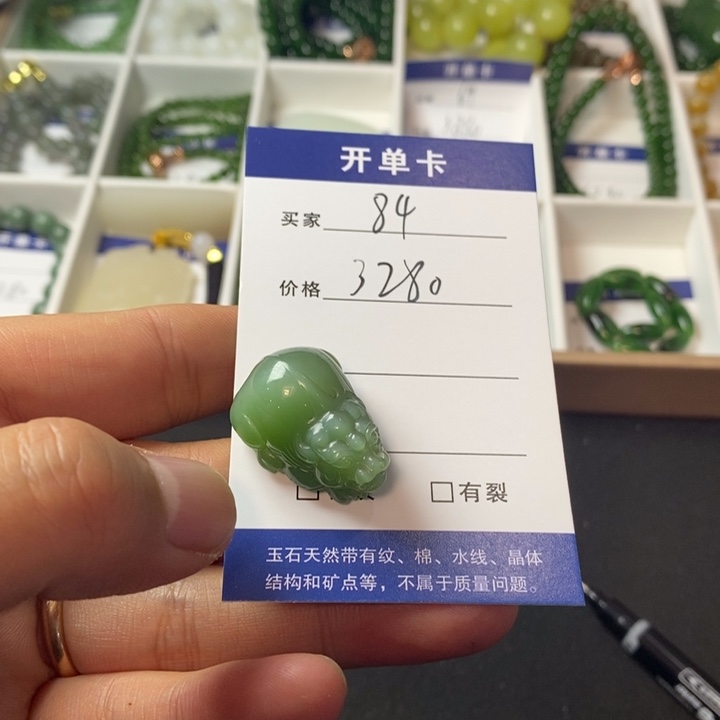 开单卡
买家 84
价格 3280
有裂
玉石天然带有纹、棉、水线、晶体
结构和矿点等，不属于质量问题。